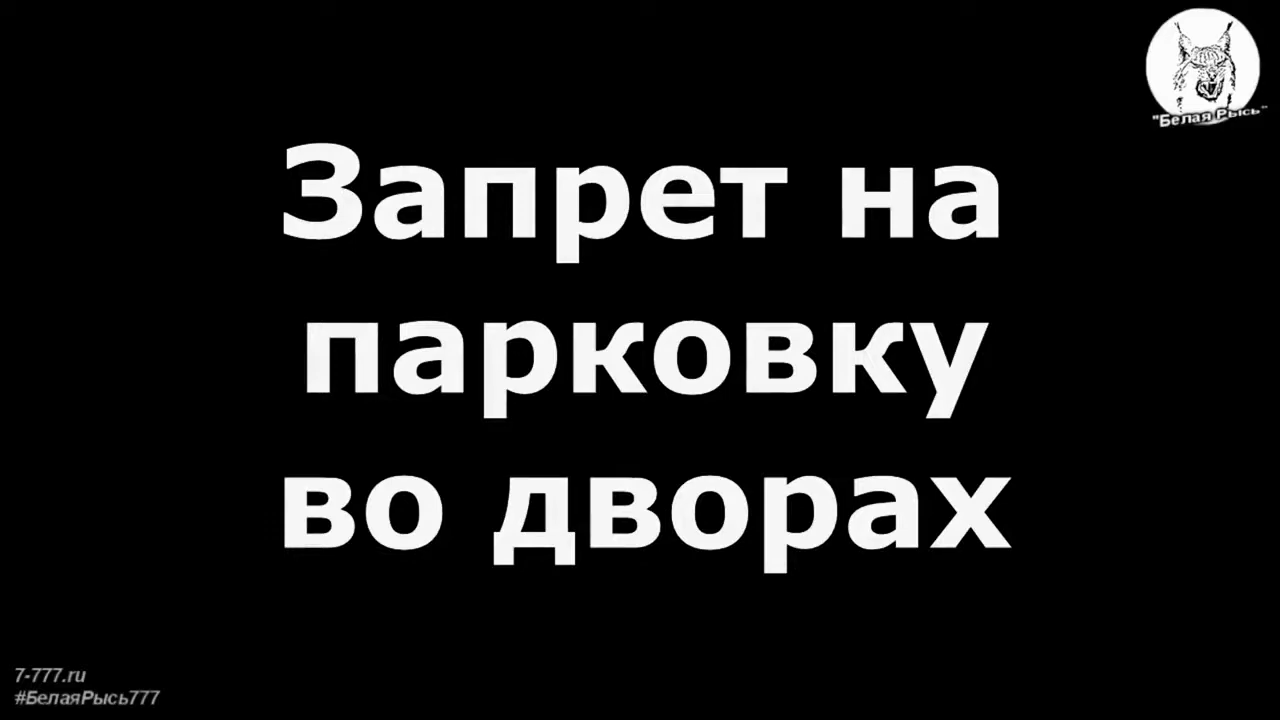 "Белая Рысь"
Запрет на
парковку
во дворах
7-777.ru
#БелаяРысь777